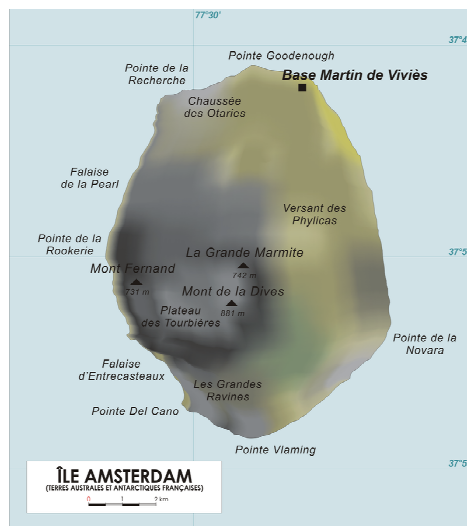 77°30'
37°4
Pointe Goodenough
Pointe de la
Recherche
Base Martin de Viviès
Chaussée
des Otaries
Falaise
de la Pearl
Versant des
Phylicas
Pointe de la
Rookerie
La Grande Marmite
37°5
742 m
Mont Fernand
731 m
Mont de la Dives
881 m
Plateau
des Tourbiéres
Pointe de la
Novara
Falaise
d'Entrecasteaux
Les Grandes
Ravines
Pointe Del Cano
Pointe Vlaming
37°5
ÎLE AMSTERDAM
(TERRES AUSTRALES ET ANTARCTIQUES FRANÇAISES)
0 1 2 km